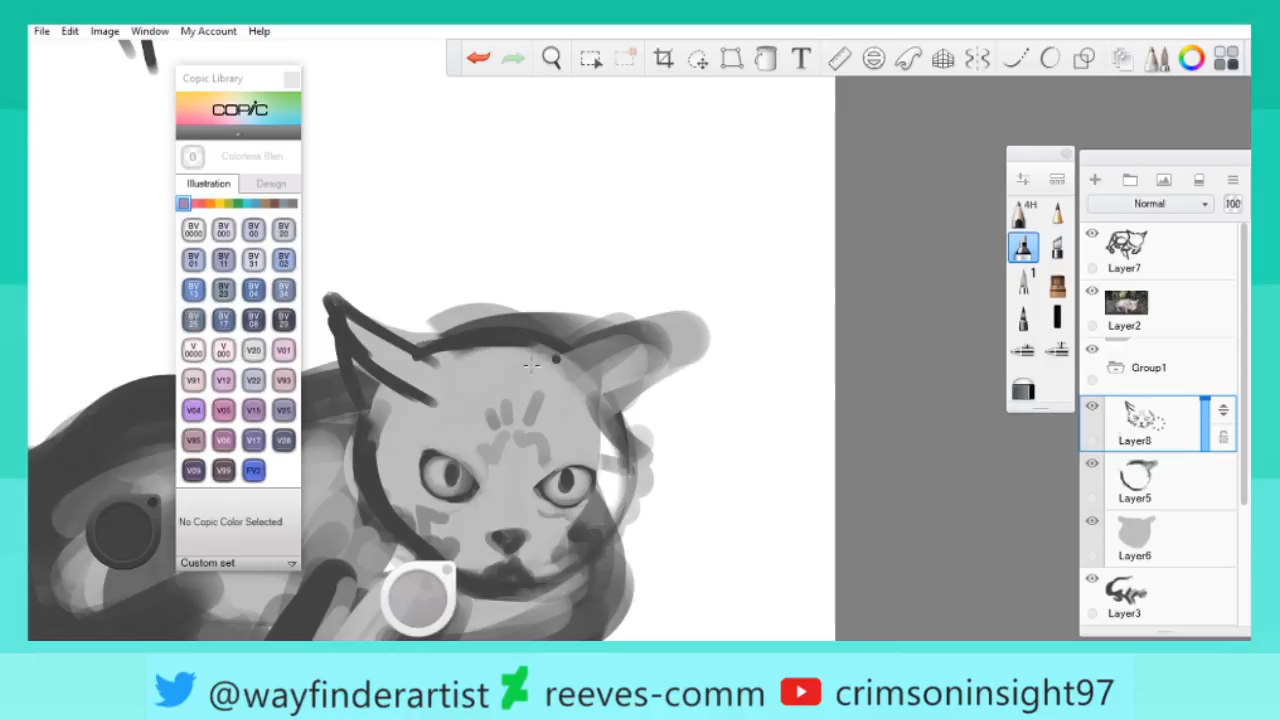 File Edit Image Window My Account Help
Copic Library
COPIC
0 Colorless Blen
Illustration Design
BV 0000 BV 000 BV 00 BV 20
BV 01 BV 11 BV 31 BV 02
BV 13 BV 23 BV 04 BV 34
BV 25 BV 17 BV 08 BV 29
V 0000 V 000 V20 V01
V91 V12 V22 V93
V04 V05 V15 V25
V95 V06 V17 V28
V09 V99 FV2
No Copic Color Selected
Custom set
T
4H
1
Normal 100
Layer7
Layer2
Group1
Layer8
Layer5
Layer6
Layer3
@wayfinderartist reeves-comm crimsoninsight97